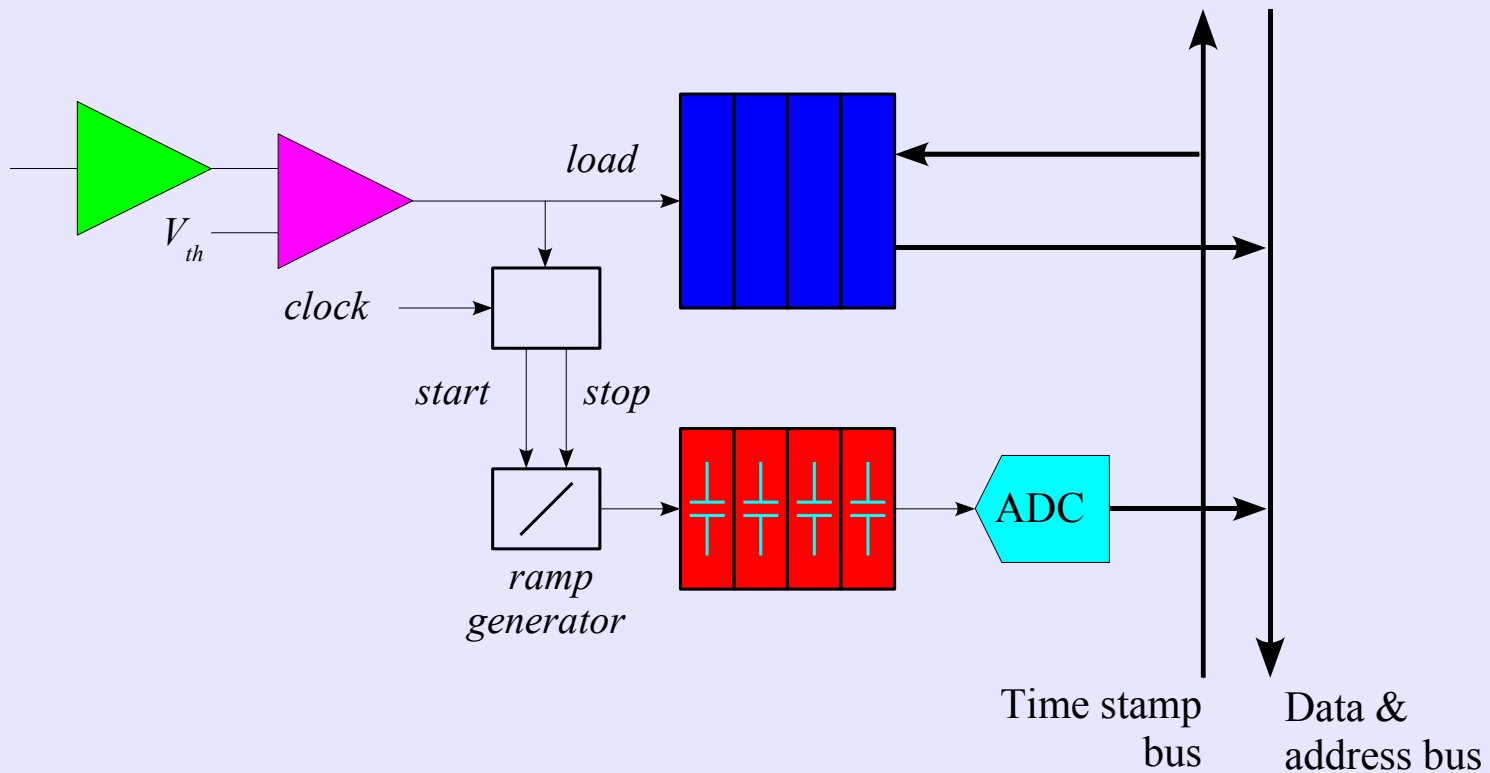 load
V th
clock
start
stop
ADC
ramp
generator
Time stamp
bus
Data &
address bus